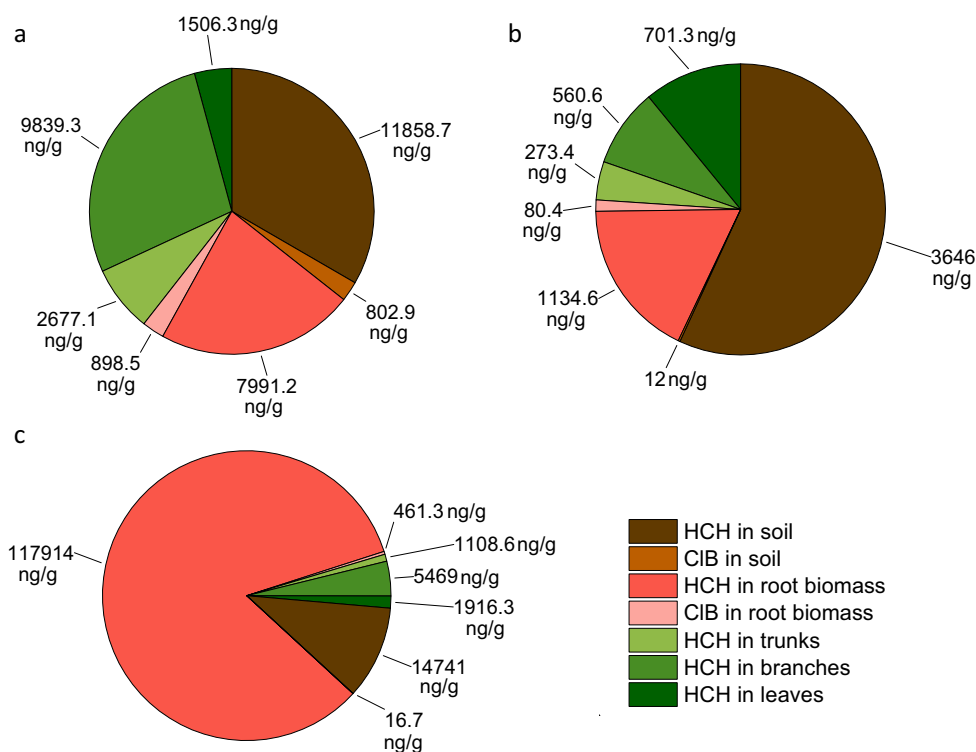 a
1506.3 ng/g
9839.3
ng/g
11858.7
ng/g
2677.1
ng/g
898.5
ng/g
7991.2
ng/g
802.9
ng/g
b
701.3 ng/g
560.6
ng/g
273.4
ng/g
80.4
ng/g
1134.6
ng/g
12 ng/g
3646
ng/g
c
117914
ng/g
461.3 ng/g
1108.6 ng/g
5469 ng/g
1916.3
ng/g
14741
ng/g
16.7
ng/g
HCH in soil
ClB in soil
HCH in root biomass
ClB in root biomass
HCH in trunks
HCH in branches
HCH in leaves